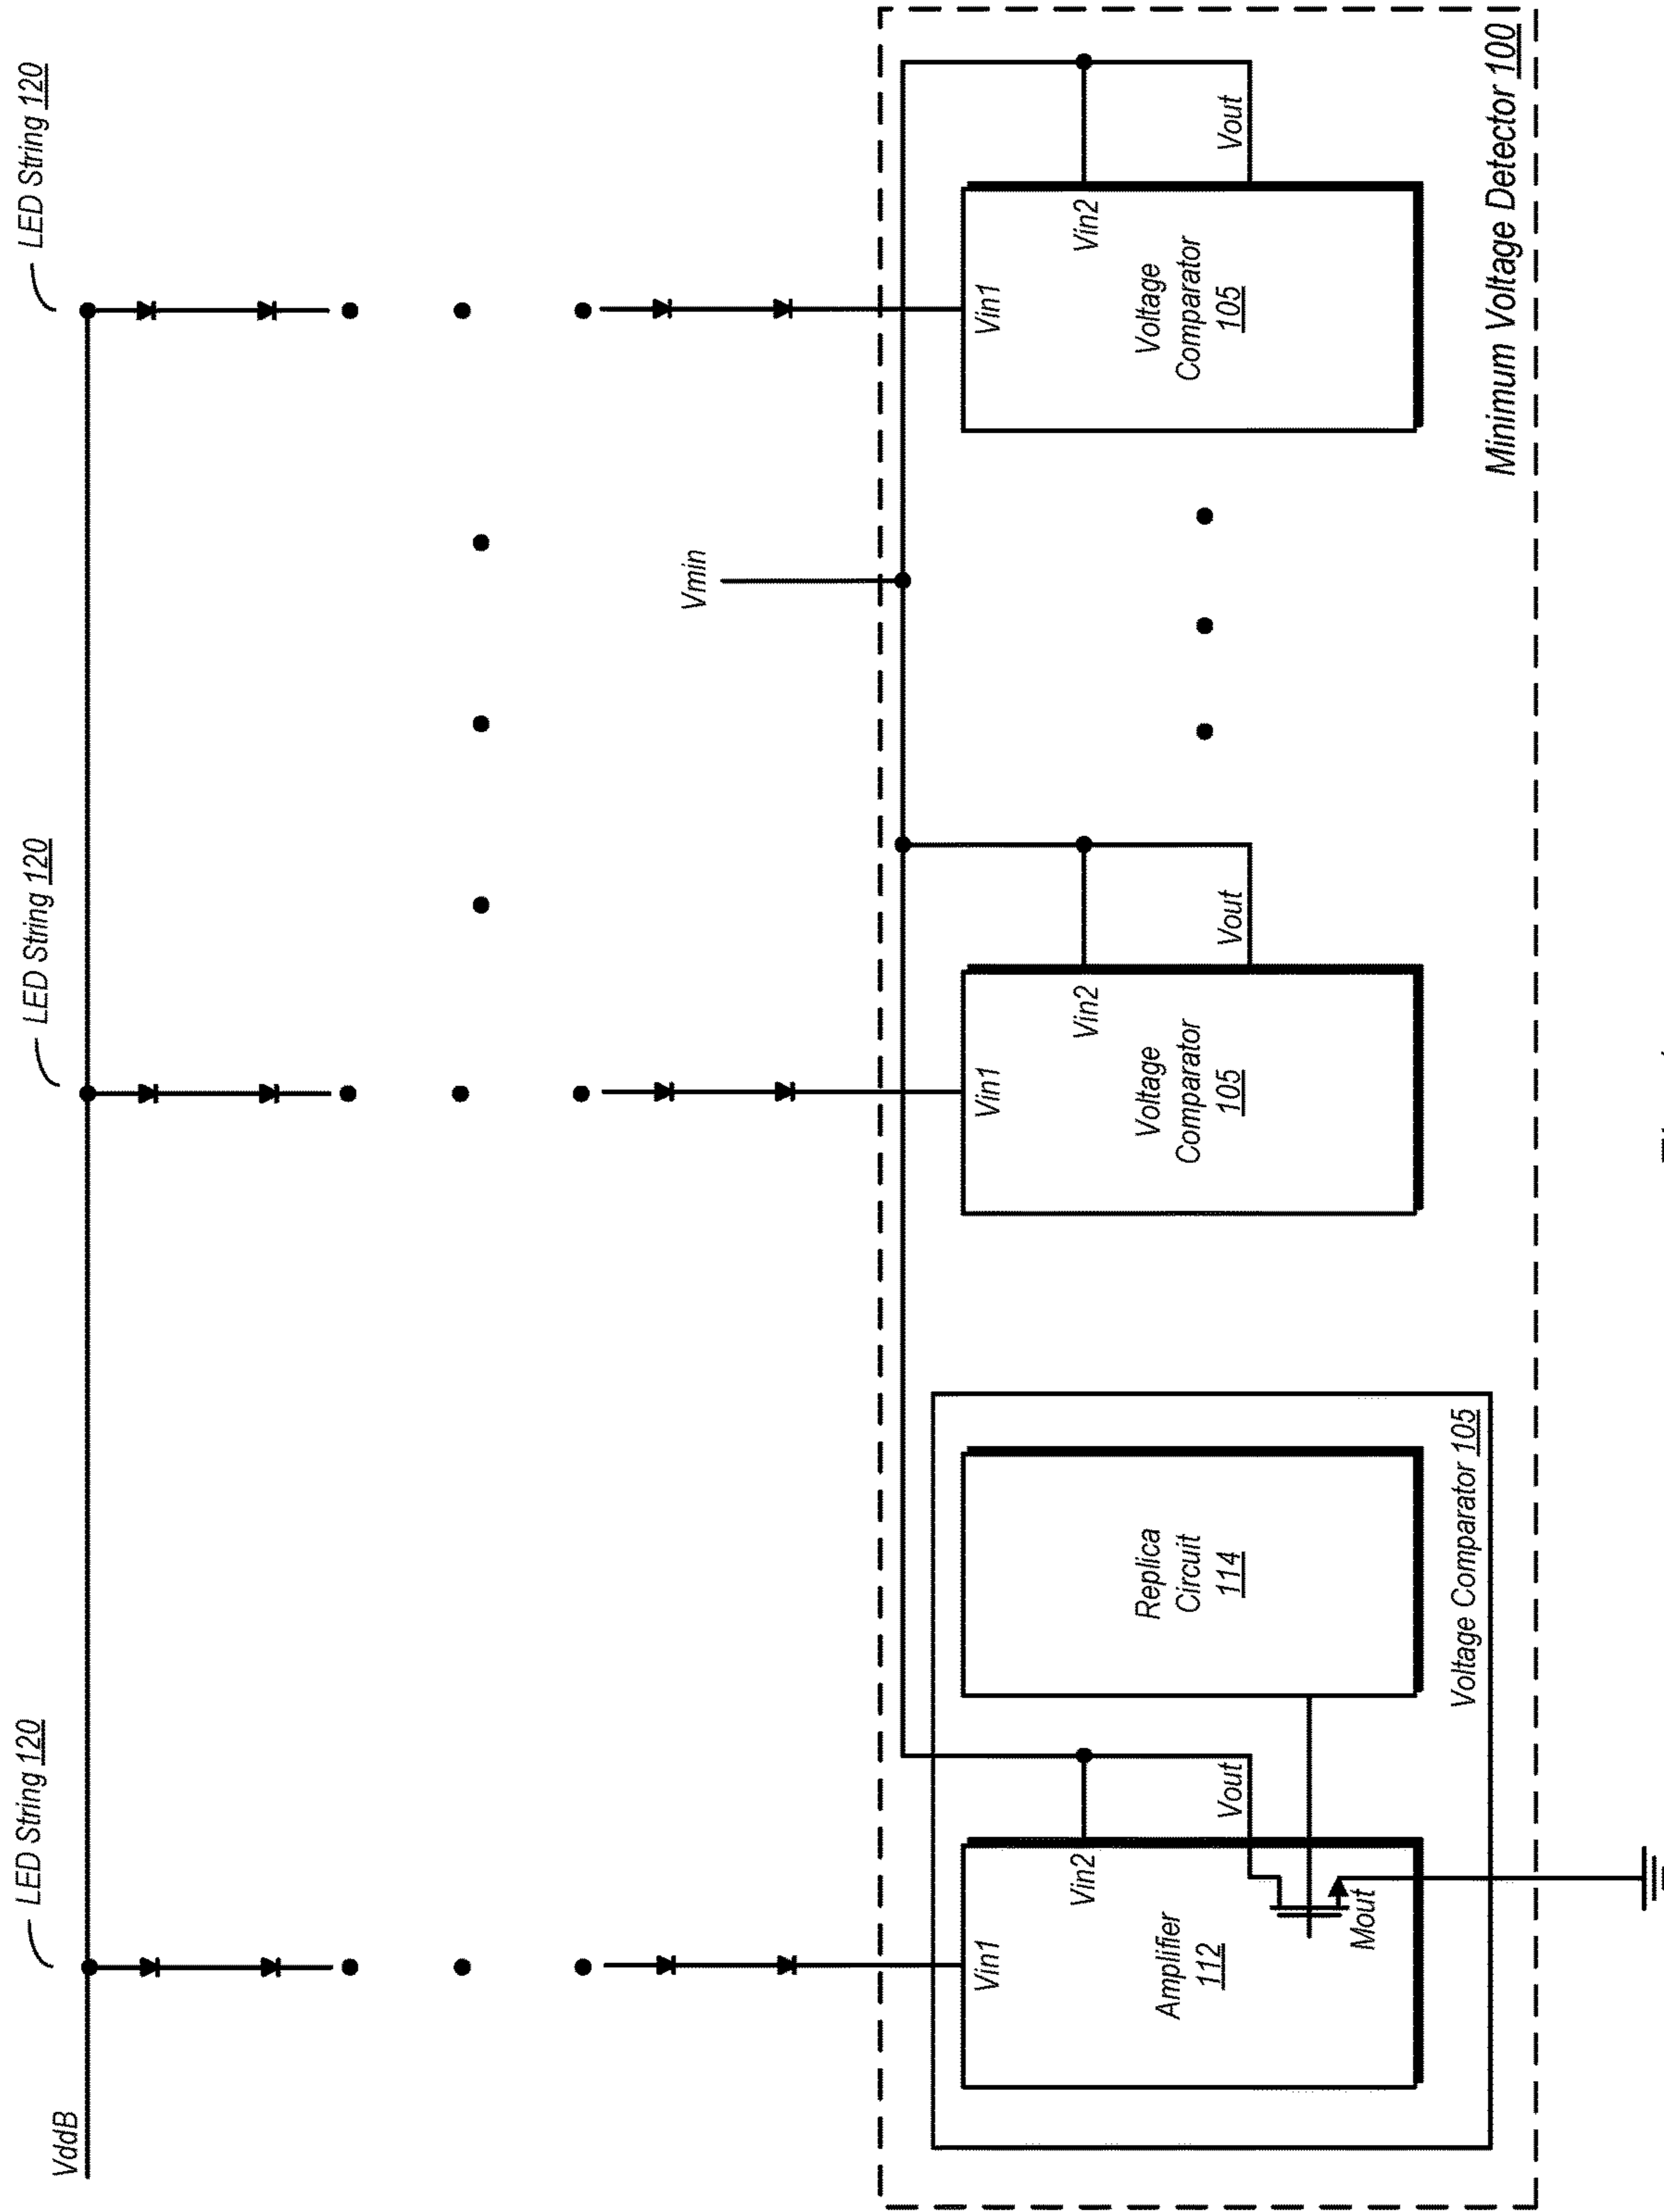 VddB
LED String 120
LED String 120
LED String 120
Vmin
Vin1
Vin2
Vout
Amplifier
112
Mout
Replica
Circuit
114
Voltage Comparator 105
Vin1
Vin2
Vout
Voltage
Comparator
105
Vin1
Vin2
Vout
Voltage
Comparator
105
Minimum Voltage Detector 100